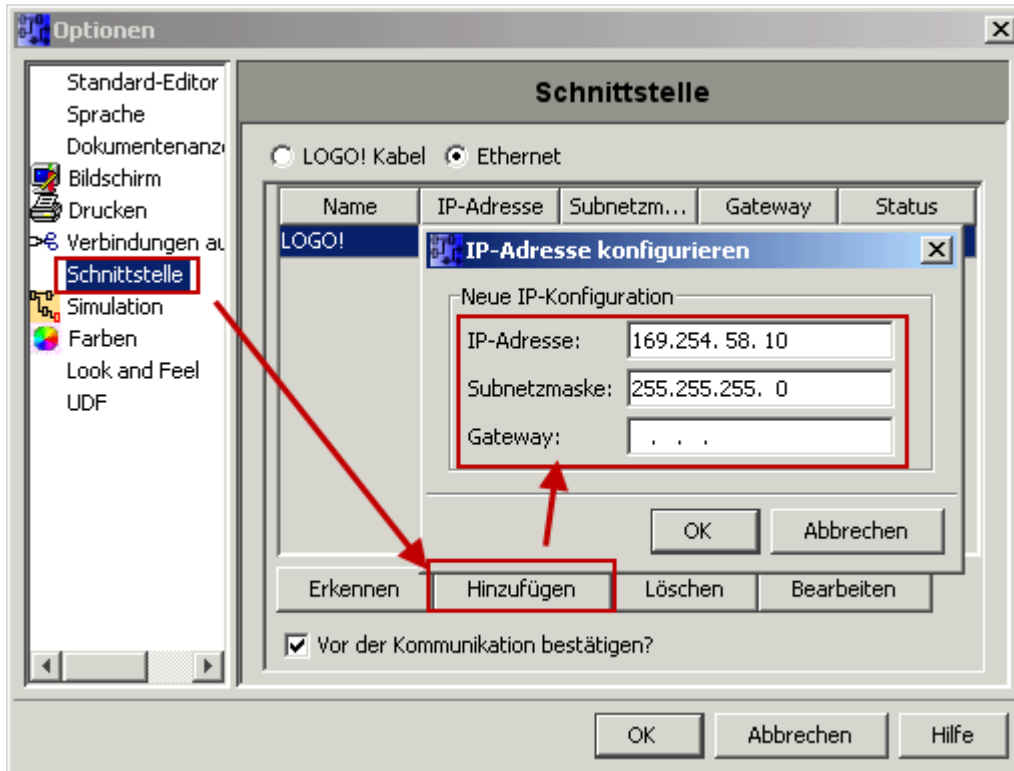 Optionen
Standard-Editor
Sprache
Dokumentenanz
Bildschirm
Drucken
Verbindungen au
Schnittstelle
Simulation
Farben
Look and Feel
UDF
Schnittstelle
LOGO! Kabel
Ethernet
Name IP-Adresse Subnetzm... Gateway Status
LOGO!
IP-Adresse konfigurieren
Neue IP-Konfiguration
IP-Adresse: 169.254. 58. 10
Subnetzmaske: 255.255.255. 0
Gateway: . . .
OK Abbrechen
Erkennen Hinzufügen Löschen Bearbeiten
Vor der Kommunikation bestätigen?
OK Abbrechen Hilfe